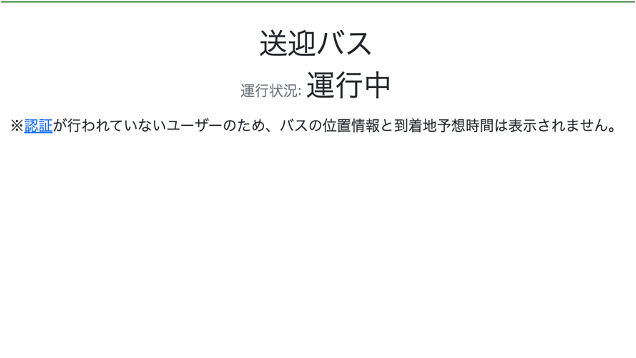 送迎バス
運行状況: 運行中
※認証が行われていないユーザーのため、バスの位置情報と到着地予想時間は表示されません。